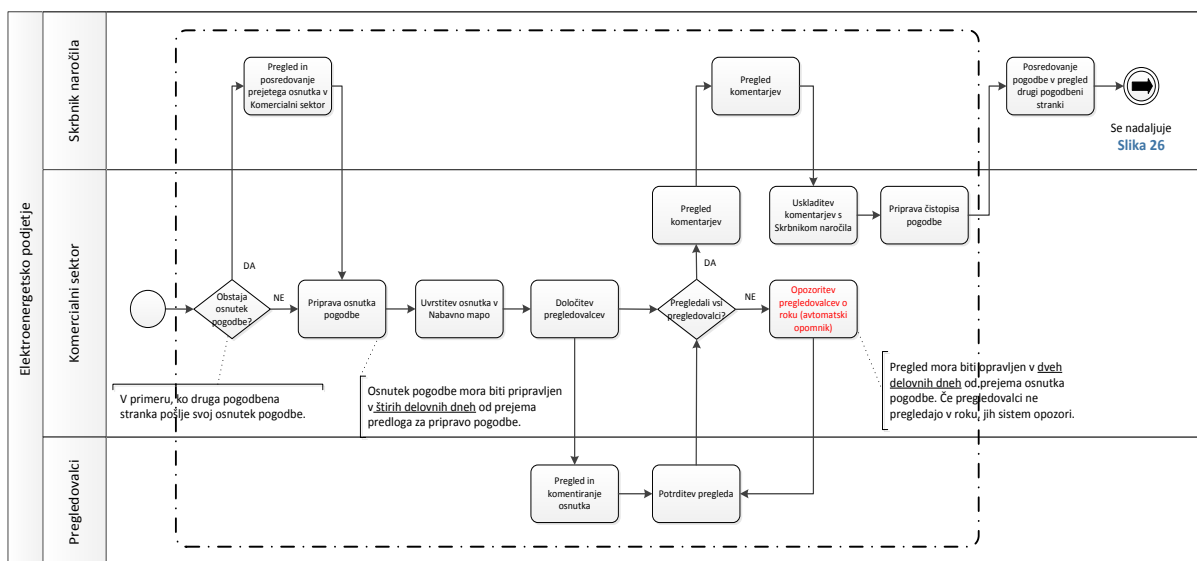 Elektroenergetsko podjetje
Skrbnik naročila
Pregled in
posredovanje
prejetega osnutka v
Komercialni sektor
Pregled
komentarjev
Posredovanje
pogodbe v pregled
drugi pogodbeni
stranki
Se nadaljuje
Slika 26
Komercialni sektor
Obstaja
osnutek
pogodbe?
DA
NE
Priprava osnutka
pogodbe
Uvrstitev osnutka v
Nabavno mapo
Določitev
pregledovalcev
Pregledali vsi
pregledovalci?
DA
NE
Pregled
komentarjev
Uskladitev
komentarjev s
Skrbnikom naročila
Priprava čistopisa
pogodbe
Opozoritev
pregledovalcev o
roku (avtomatski
opomnik)
V primeru, ko druga pogodbena
stranka pošlje svoj osnutek pogodbe.
Osnutek pogodbe mora biti pripravljen
v štirih delovnih dneh od prejema
predloga za pripravo pogodbe.
Pregled mora biti opravljen v dveh
delovnih dneh od prejema osnutka
pogodbe. Če pregledovalci ne
pregledajo v roku, jih sistem opozori.
Pregledovalci
Pregled in
komentiranje
osnutka
Potrditev pregleda